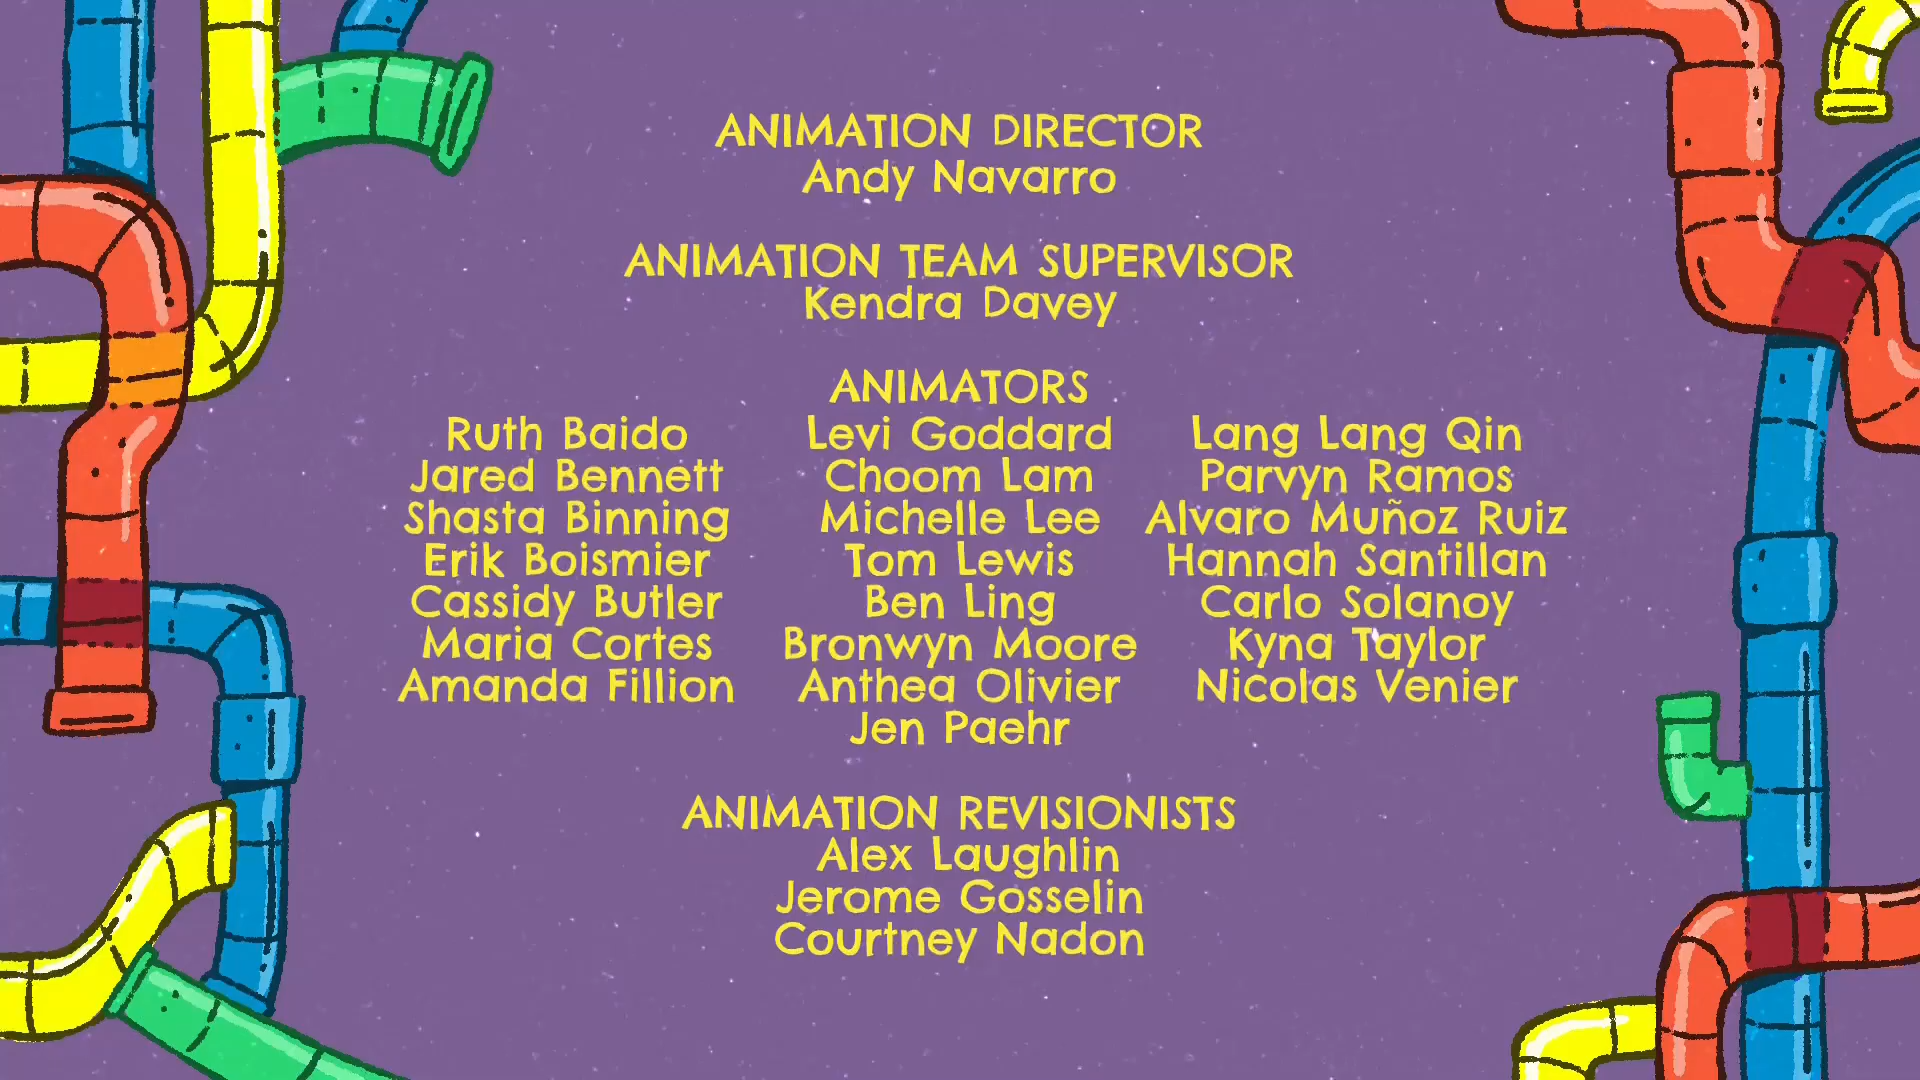 ANIMATION DIRECTOR
Andy Navarro
ANIMATION TEAM SUPERVISOR
Kendra Davey
ANIMATORS
Ruth Baido
Jared Bennett
Shasta Binning
Erik Boismier
Cassidy Butler
Maria Cortes
Amanda Fillion
Levi Goddard
Choom Lam
Michelle Lee
Tom Lewis
Ben Ling
Bronwyn Moore
Anthea Olivier
Jen Paehr
Lang Lang Qin
Parvyn Ramos
Alvaro Muñoz Ruiz
Hannah Santillan
Carlo Solanoy
Kyna Taylor
Nicolas Venier
ANIMATION REVISIONISTS
Alex Laughlin
Jerome Gosselin
Courtney Nadon